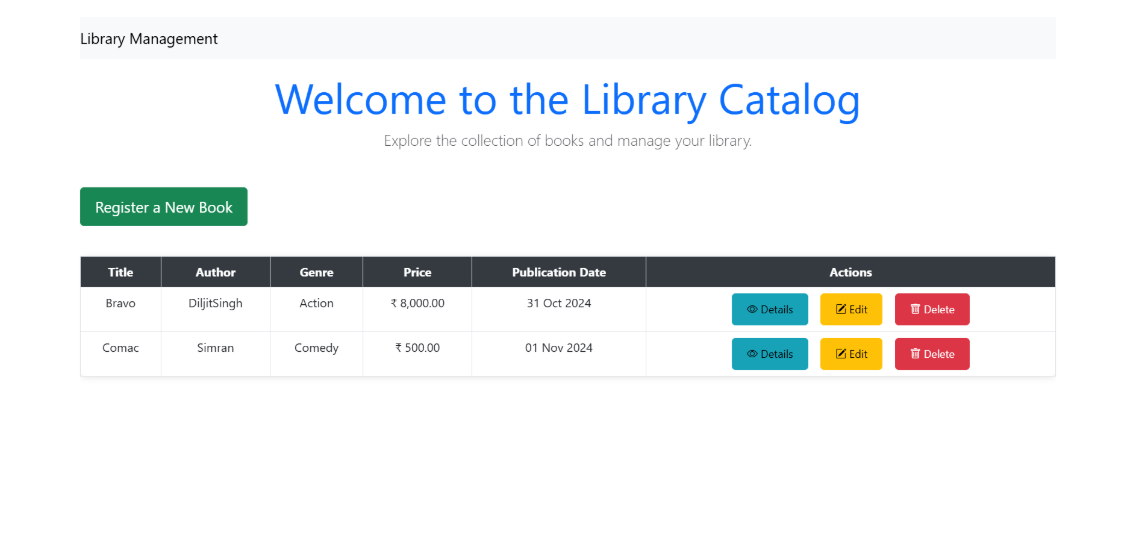 Library Management
Welcome to the Library Catalog
Explore the collection of books and manage your library.
Register a New Book
Title Author Genre Price Publication Date Actions
Bravo DiljitSingh Action ₹ 8,000.00 31 Oct 2024 Details Edit Delete
Comac Simran Comedy ₹ 500.00 01 Nov 2024 Details Edit Delete